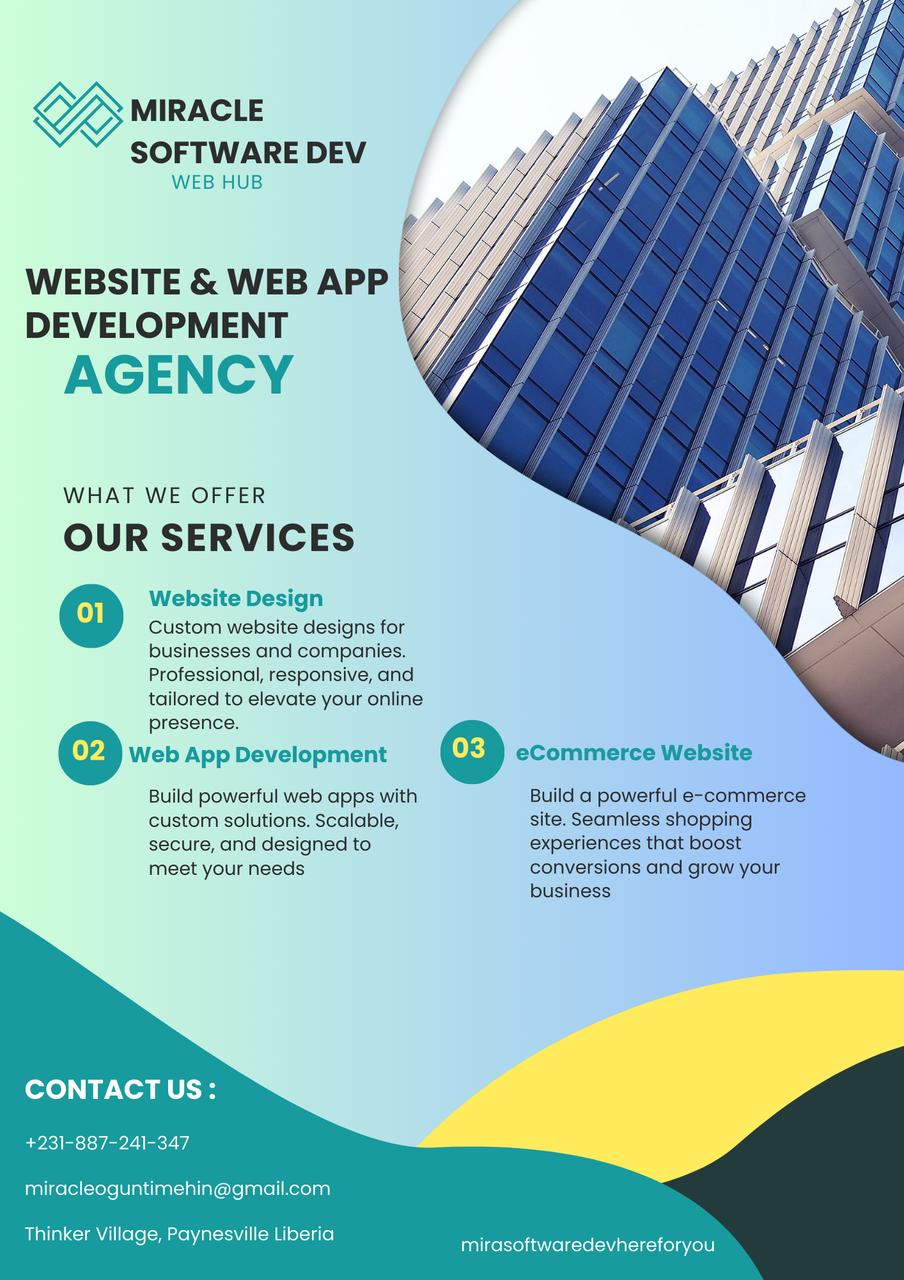 MIRACLE
SOFTWARE DEV
WEB HUB
WEBSITE & WEB APP
DEVELOPMENT
AGENCY
WHAT WE OFFER
OUR SERVICES
01
Website Design
Custom website designs for
businesses and companies.
Professional, responsive, and
tailored to elevate your online
presence.
02
Web App Development
Build powerful web apps with
custom solutions. Scalable,
secure, and designed to
meet your needs
03
eCommerce Website
Build a powerful e-commerce
site. Seamless shopping
experiences that boost
conversions and grow your
business
CONTACT US :
+231-887-241-347
miracleoguntimehin@gmail.com
Thinker Village, Paynesville Liberia
mirasoftwaredevhereforyou